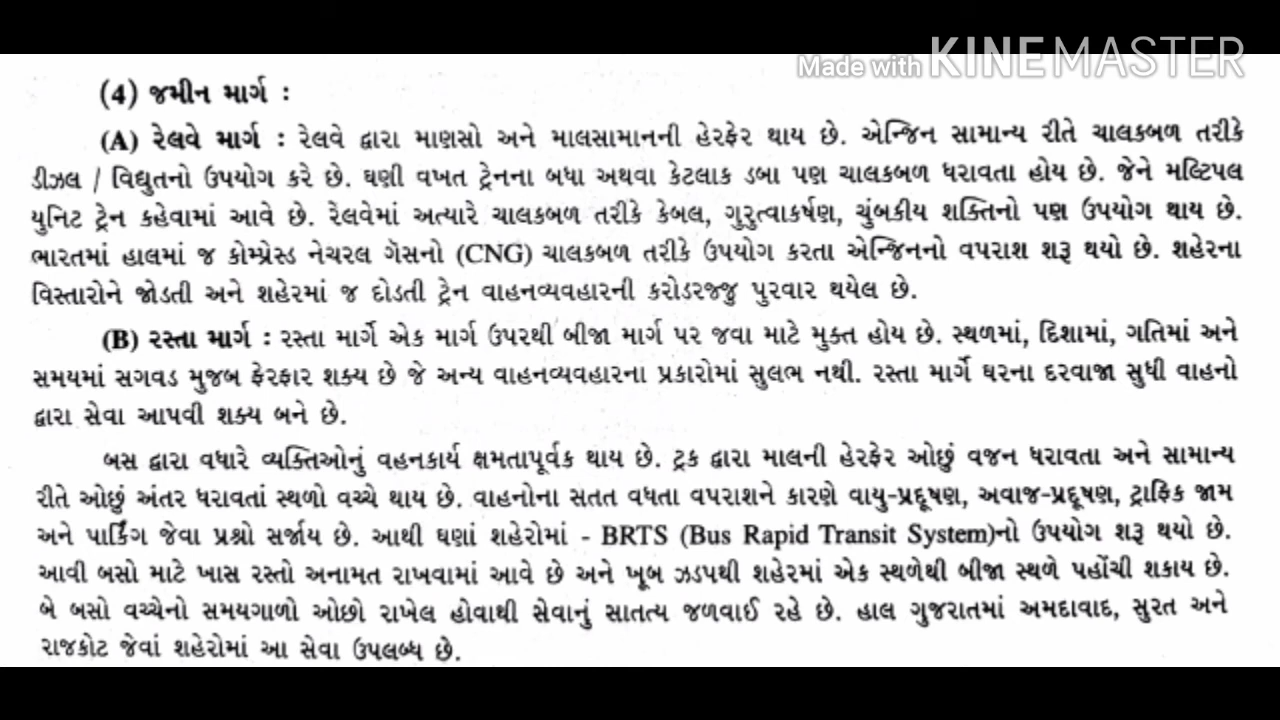 Made with KINEMASTER
(4) જમીન માર્ગ :
(A) રેલવે માર્ગ : રેલવે દ્વારા માણસો અને માલસામાનની હેરફેર થાય છે. એન્જિન સામાન્ય રીતે ચાલકબળ તરીકે
ડીઝલ / વિદ્યુતનો ઉપયોગ કરે છે. ઘણી વખત ટ્રેનના બધા અથવા કેટલાક ડબા પણ ચાલકબળ ધરાવતા હોય છે. જેને મલ્ટિપલ
યુનિટ ટ્રેન કહેવામાં આવે છે. રેલવેમાં અત્યારે ચાલકબળ તરીકે કેબલ, ગુરુત્વાકર્ષણ, ચુંબકીય શક્તિનો પણ ઉપયોગ થાય છે.
ભારતમાં હાલમાં જ કોમ્પ્રેસ્ડ નેચરલ ગૅસનો (CNG) ચાલકબળ તરીકે ઉપયોગ કરતા એન્જિનનો વપરાશ શરૂ થયો છે. શહેરના
વિસ્તારોને જોડતી અને શહેરમાં જ દોડતી ટ્રેન વાહનવ્યવહારની કરોડરજ્જુ પુરવાર થયેલ છે.
(B) રસ્તા માર્ગ : રસ્તા માર્ગે એક માર્ગ ઉપરથી બીજા માર્ગ પર જવા માટે મુક્ત હોય છે. સ્થળમાં, દિશામાં, ગતિમાં અને
સમયમાં સગવડ મુજબ ફેરફાર શક્ય છે જે અન્ય વાહનવ્યવહારના પ્રકારોમાં સુલભ નથી. રસ્તા માર્ગે ઘરના દરવાજા સુધી વાહનો
દ્વારા સેવા આપવી શક્ય બને છે.
બસ દ્વારા વધારે વ્યક્તિઓનું વહનકાર્ય ક્ષમતાપૂર્વક થાય છે. ટ્રક દ્વારા માલની હેરફેર ઓછું વજન ધરાવતા અને સામાન્ય
રીતે ઓછું અંતર ધરાવતાં સ્થળો વચ્ચે થાય છે. વાહનોના સતત વધતા વપરાશને કારણે વાયુ-પ્રદૂષણ, અવાજ-પ્રદૂષણ, ટ્રાફિક જામ
અને પાર્કિંગ જેવા પ્રશ્નો સર્જાય છે. આથી ઘણાં શહેરોમાં - BRTS (Bus Rapid Transit System)નો ઉપયોગ શરૂ થયો છે.
આવી બસો માટે ખાસ રસ્તો અનામત રાખવામાં આવે છે અને ખૂબ ઝડપથી શહેરમાં એક સ્થળેથી બીજા સ્થળે પહોંચી શકાય છે.
બે બસો વચ્ચેનો સમયગાળો ઓછો રાખેલ હોવાથી સેવાનું સાતત્ય જળવાઈ રહે છે. હાલ ગુજરાતમાં અમદાવાદ, સુરત અને
રાજકોટ જેવાં શહેરોમાં આ સેવા ઉપલબ્ધ છે.